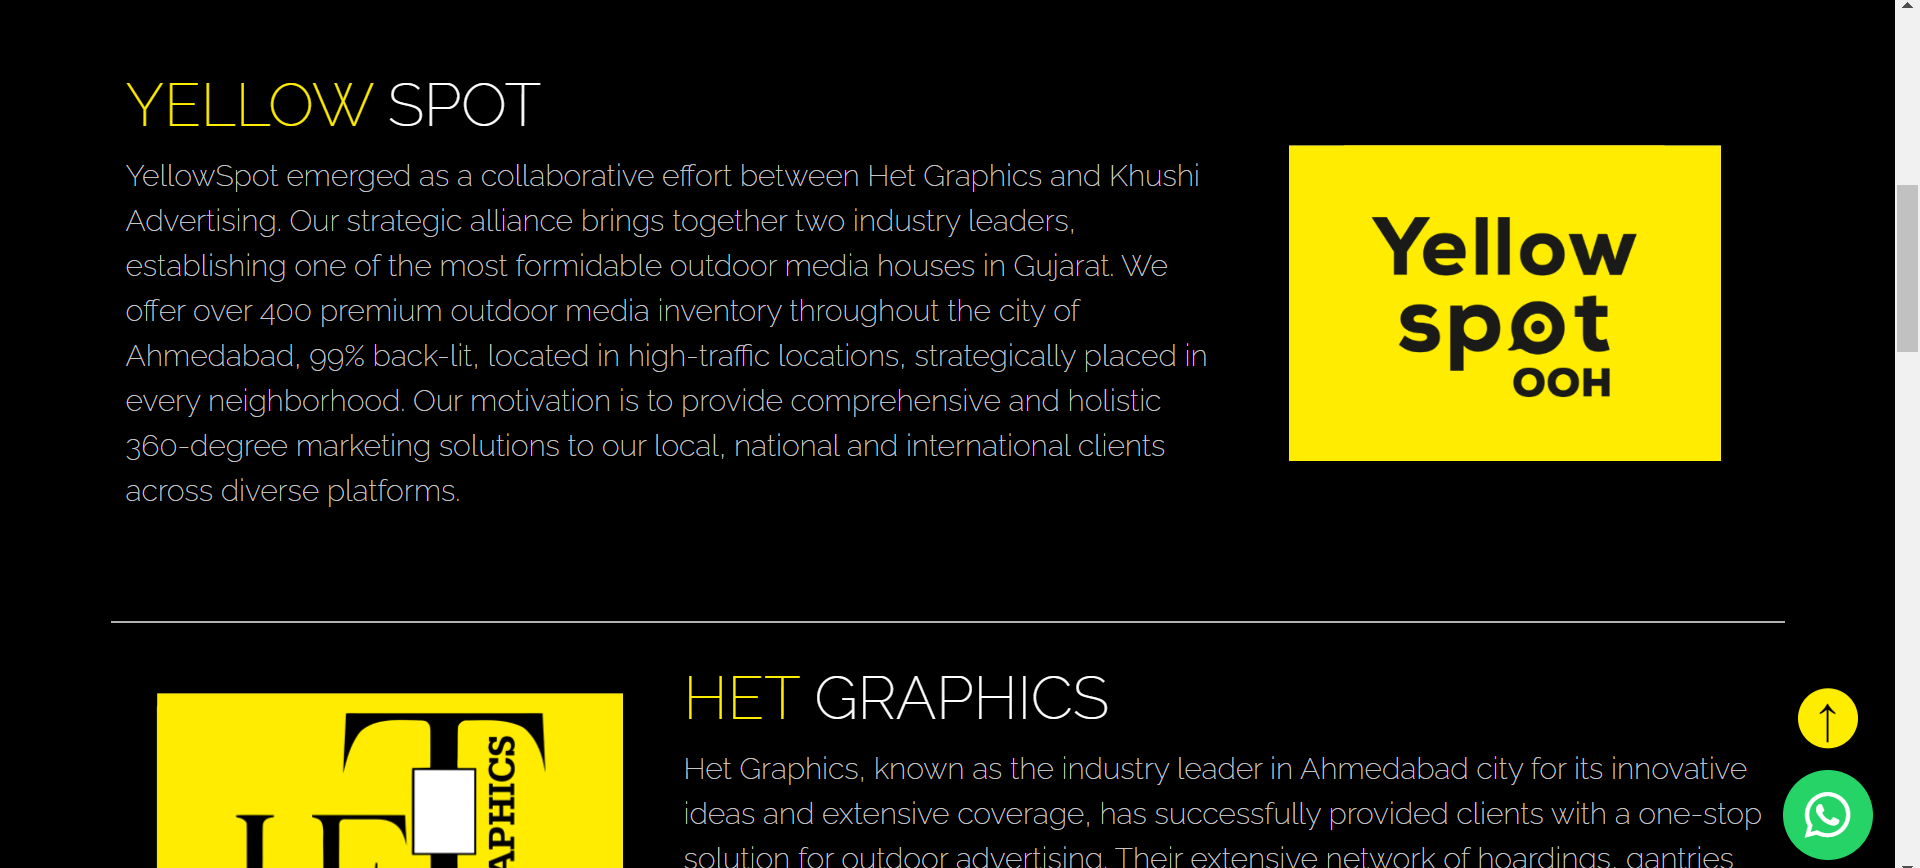 YELLOW SPOT
YellowSpot emerged as a collaborative effort between Het Graphics and Khushi
Advertising. Our strategic alliance brings together two industry leaders,
establishing one of the most formidable outdoor media houses in Gujarat. We
offer over 400 premium outdoor media inventory throughout the city of
Ahmedabad, 99% back-lit, located in high-traffic locations, strategically placed in
every neighborhood. Our motivation is to provide comprehensive and holistic
360-degree marketing solutions to our local, national and international clients
across diverse platforms.
Yellow
spot
OOH
HET GRAPHICS
Het Graphics, known as the industry leader in Ahmedabad city for its innovative
ideas and extensive coverage, has successfully provided clients with a one-stop
solution for outdoor advertising. Their extensive network of hoardings, gantries